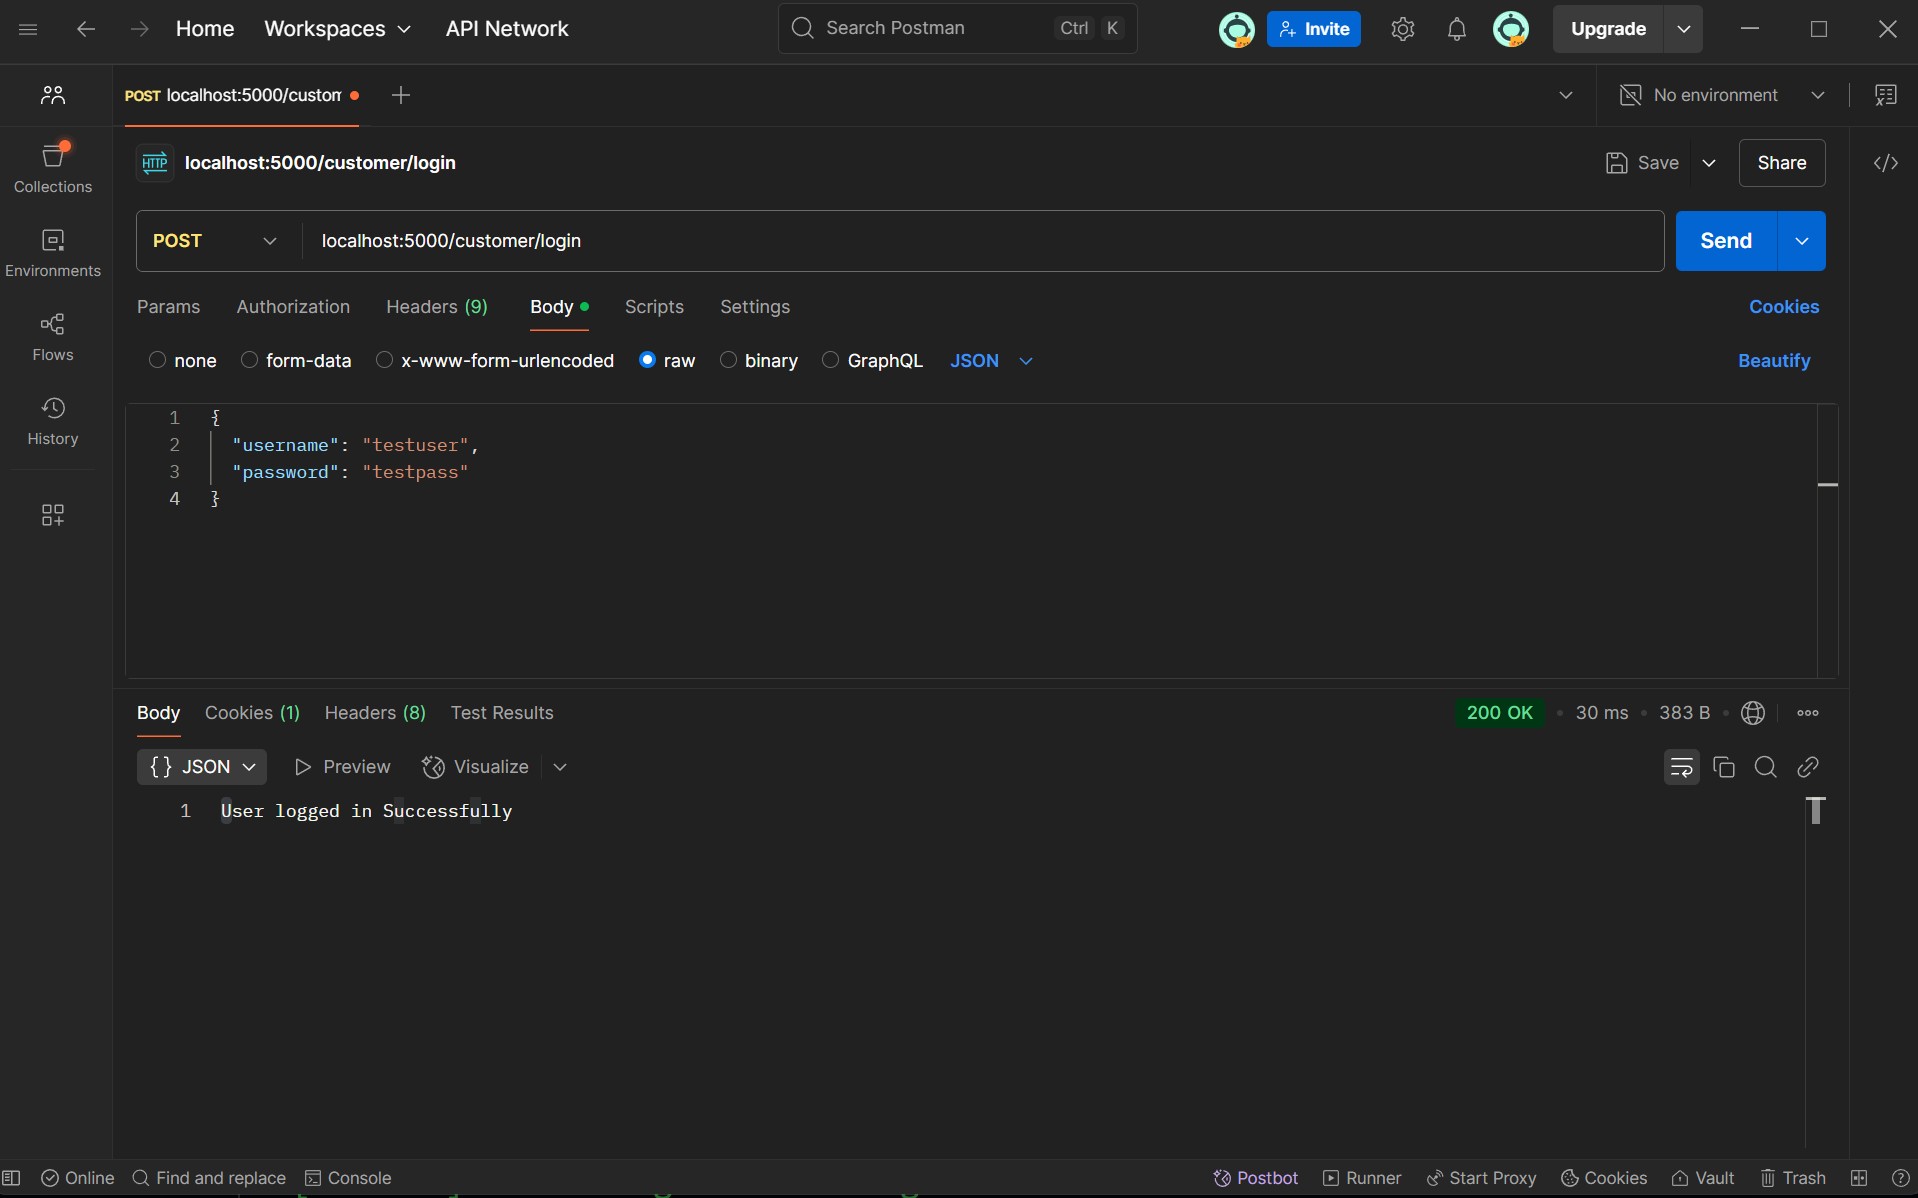 Home Workspaces API Network Search Postman Ctrl K Invite Upgrade
POST localhost:5000/custom No environment
Collections
Environments
Flows
History
HTTP localhost:5000/customer/login Save Share
POST localhost:5000/customer/login Send
Params Authorization Headers (9) Body Scripts Settings Cookies
none form-data x-www-form-urlencoded raw binary GraphQL JSON Beautify
1 {
2 "username": "testuser",
3 "password": "testpass"
4 }
Body Cookies (1) Headers (8) Test Results 200 OK 30 ms 383 B
{} JSON Preview Visualize
1 User logged in Successfully
Online Find and replace Console Postbot Runner Start Proxy Cookies Vault Trash